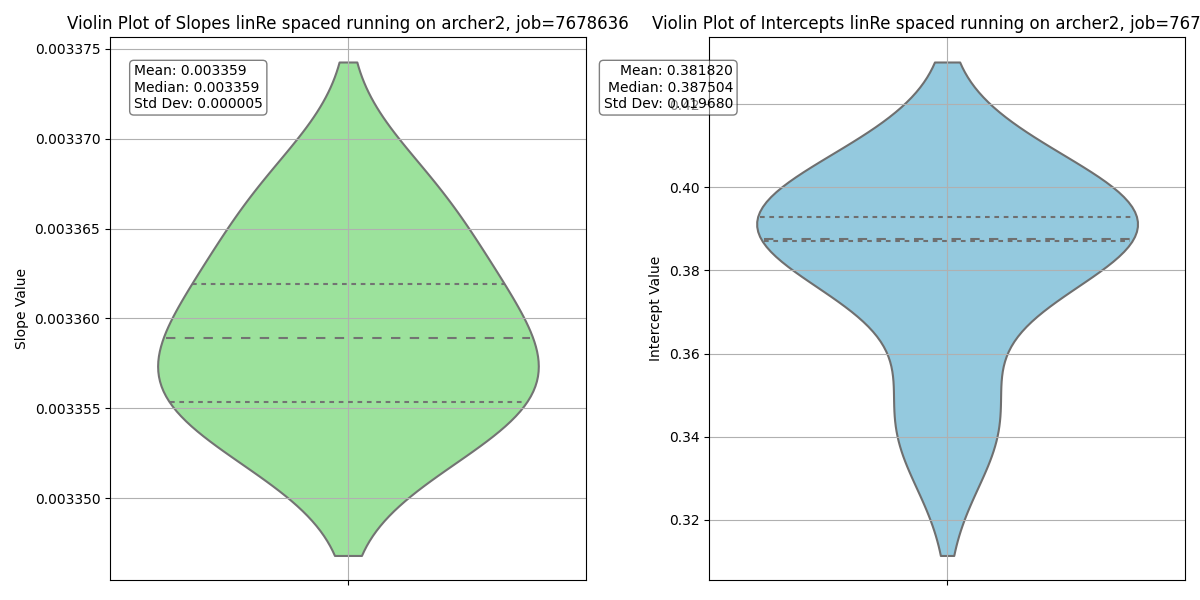 Violin Plot of Slopes linRe spaced running on archer2, job=7678636
Violin Plot of Intercepts linRe spaced running on archer2, job=767
Mean: 0.003359
Median: 0.003359
Std Dev: 0.000005
Slope Value
0.003375
0.003370
0.003365
0.003360
0.003355
0.003350
Mean: 0.381820
Median: 0.387504
Std Dev: 0.019680
Intercept Value
0.42
0.40
0.38
0.36
0.34
0.32